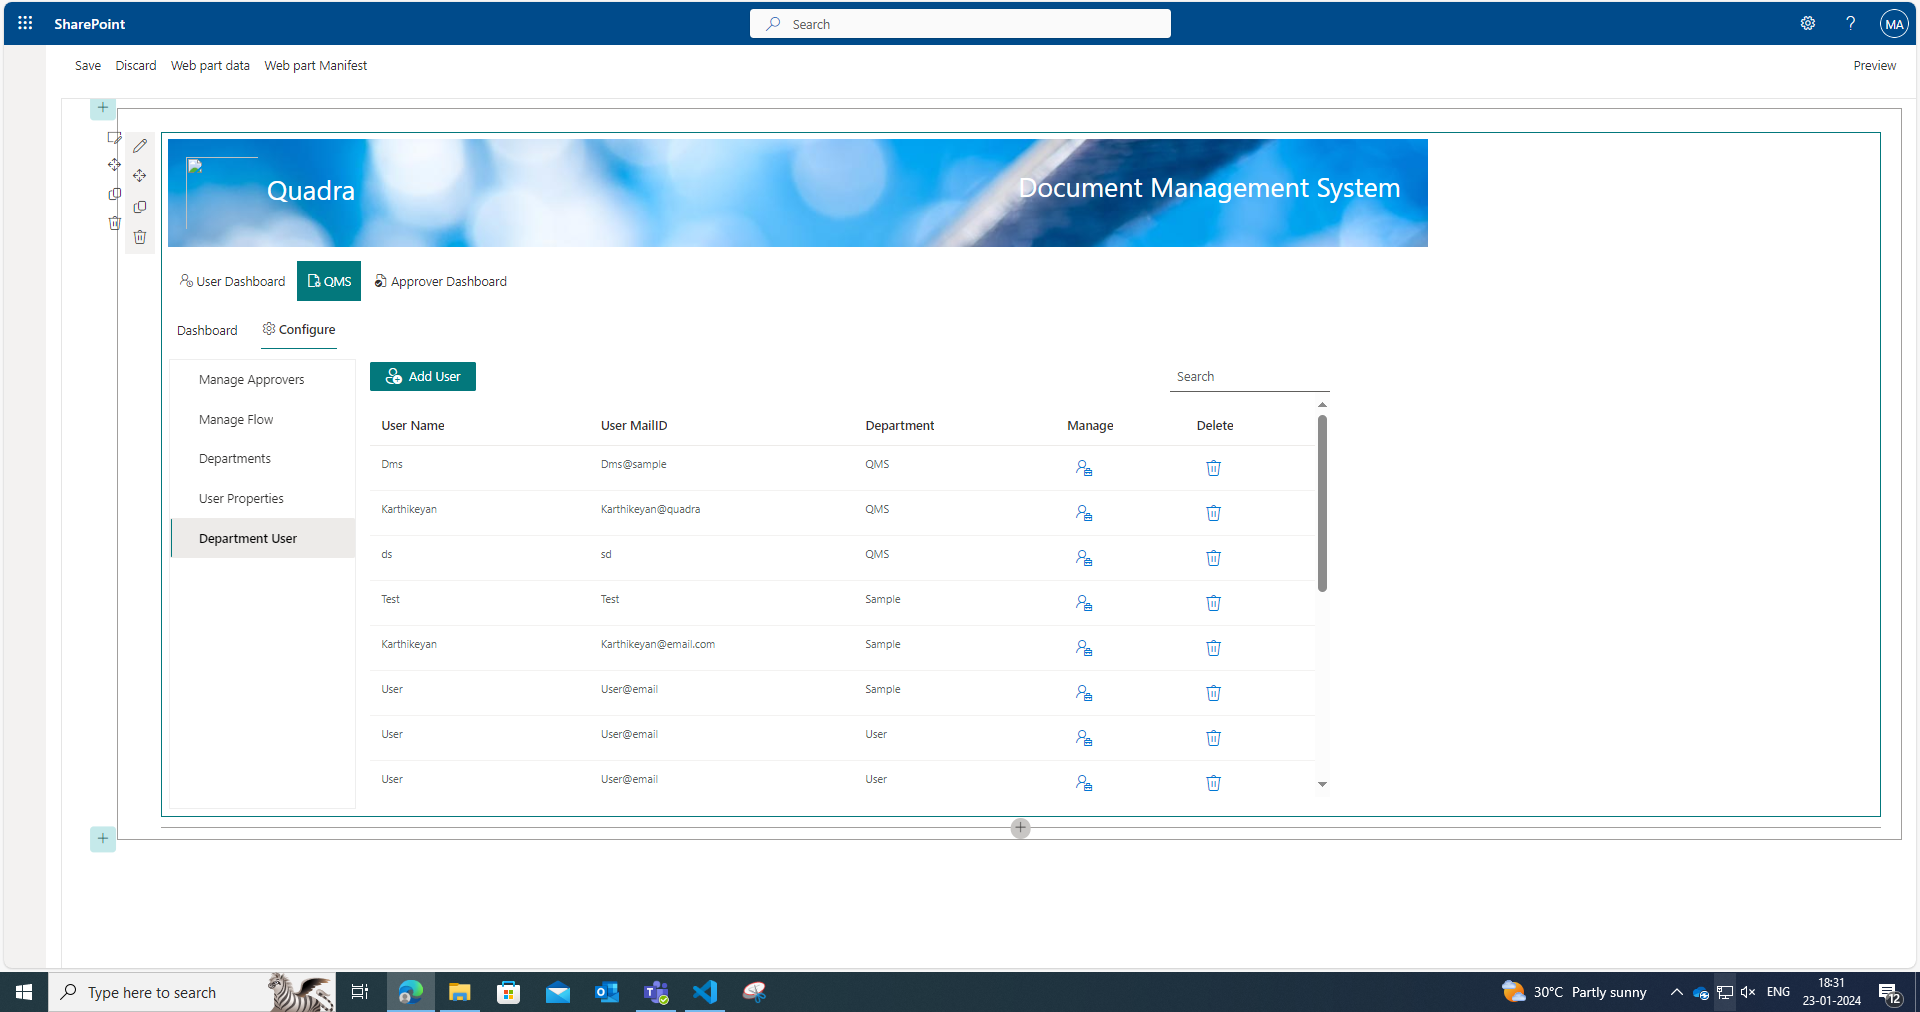 SharePoint
Search
MA
Save Discard Web part data Web part Manifest
Preview
Quadra
Document Management System
User Dashboard QMS Approver Dashboard
Dashboard Configure
Manage Approvers
Manage Flow
Departments
User Properties
Department User
Add User
Search
User Name User MailID Department Manage Delete
Dms Dms@sample QMS
Karthikeyan Karthikeyan@quadra QMS
ds sd QMS
Test Test Sample
Karthikeyan Karthikeyan@email.com Sample
User User@email Sample
User User@email User
User User@email User
Type here to search
30°C Partly sunny
ENG
18:31
23-01-2024
12